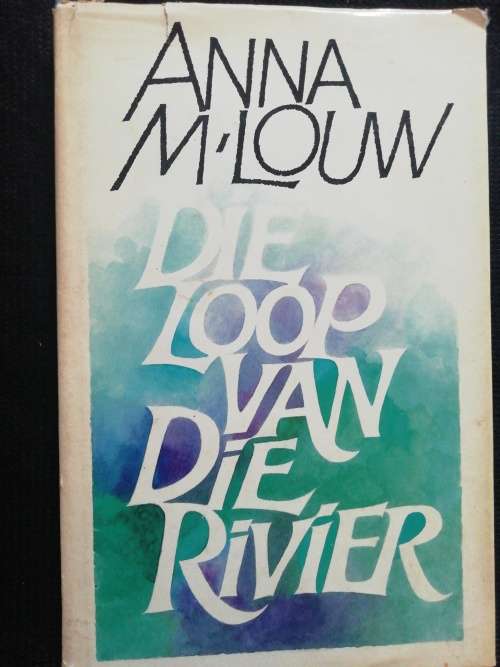 ANNA
M. LOUW
DIE
LOOP
VAN
DIE
RIVIER